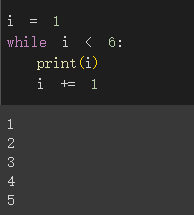 i = 1
while i < 6:
    print(i)
    i += 1
1
2
3
4
5